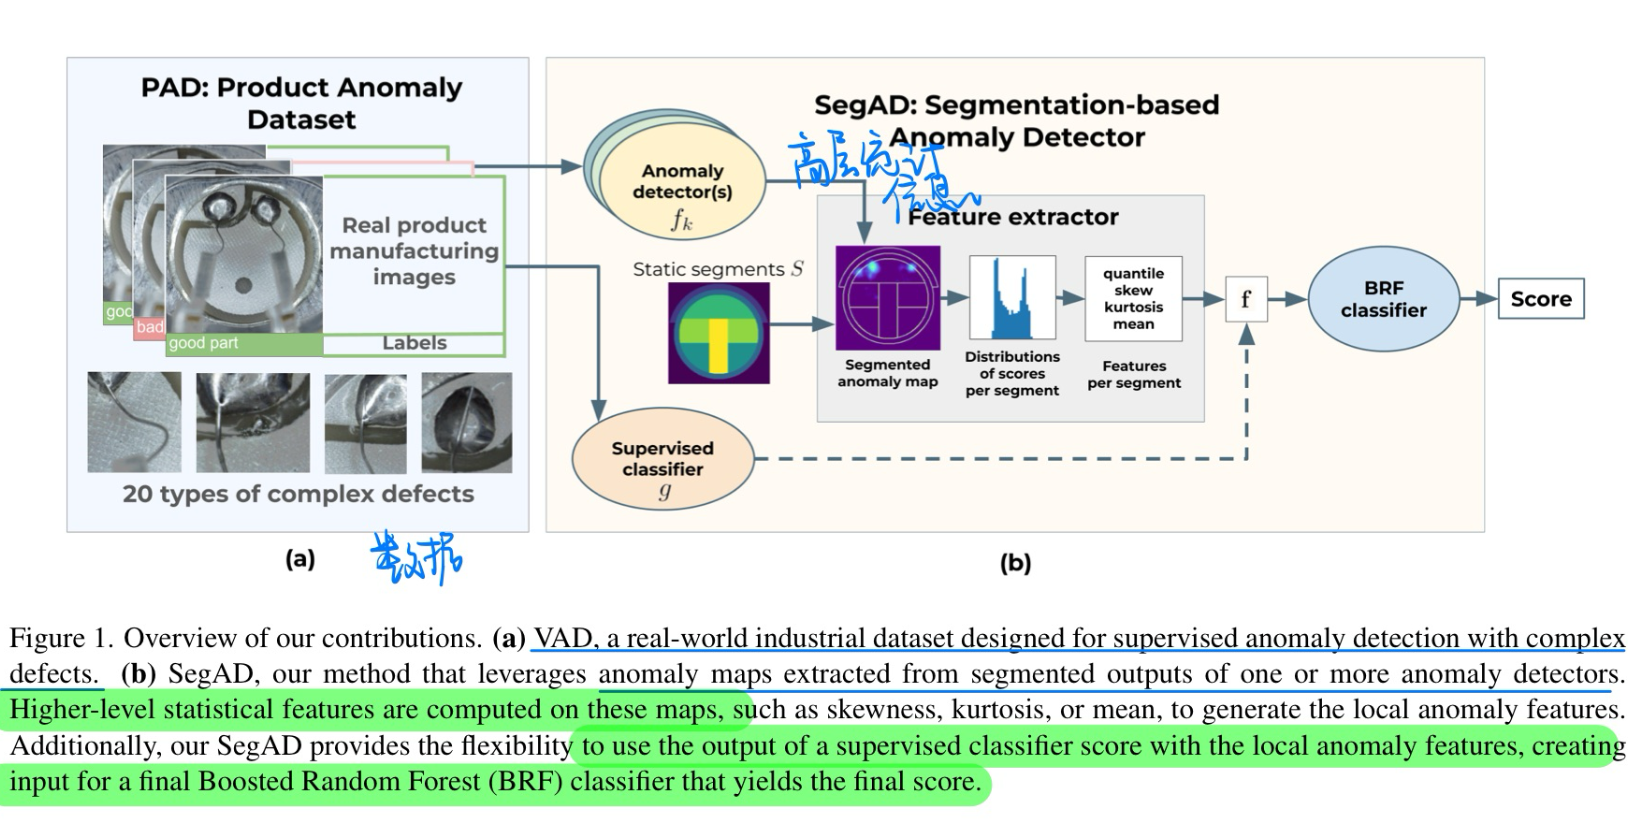 PAD: Product Anomaly
Dataset
Real product
manufacturing
images
goo
bad
good part
Labels
20 types of complex defects
(a)
数据
SegAD: Segmentation-based
Anomaly Detector
高层统计
信息
Anomaly
detector(s)
f_k
Static segments S
Feature extractor
Segmented
anomaly map
Distributions
of scores
per segment
quantile
skew
kurtosis
mean
Features
per segment
f
BRF
classifier
Score
Supervised
classifier
g
(b)
Figure 1. Overview of our contributions. (a) VAD, a real-world industrial dataset designed for supervised anomaly detection with complex
defects. (b) SegAD, our method that leverages anomaly maps extracted from segmented outputs of one or more anomaly detectors.
Higher-level statistical features are computed on these maps, such as skewness, kurtosis, or mean, to generate the local anomaly features.
Additionally, our SegAD provides the flexibility to use the output of a supervised classifier score with the local anomaly features, creating
input for a final Boosted Random Forest (BRF) classifier that yields the final score.